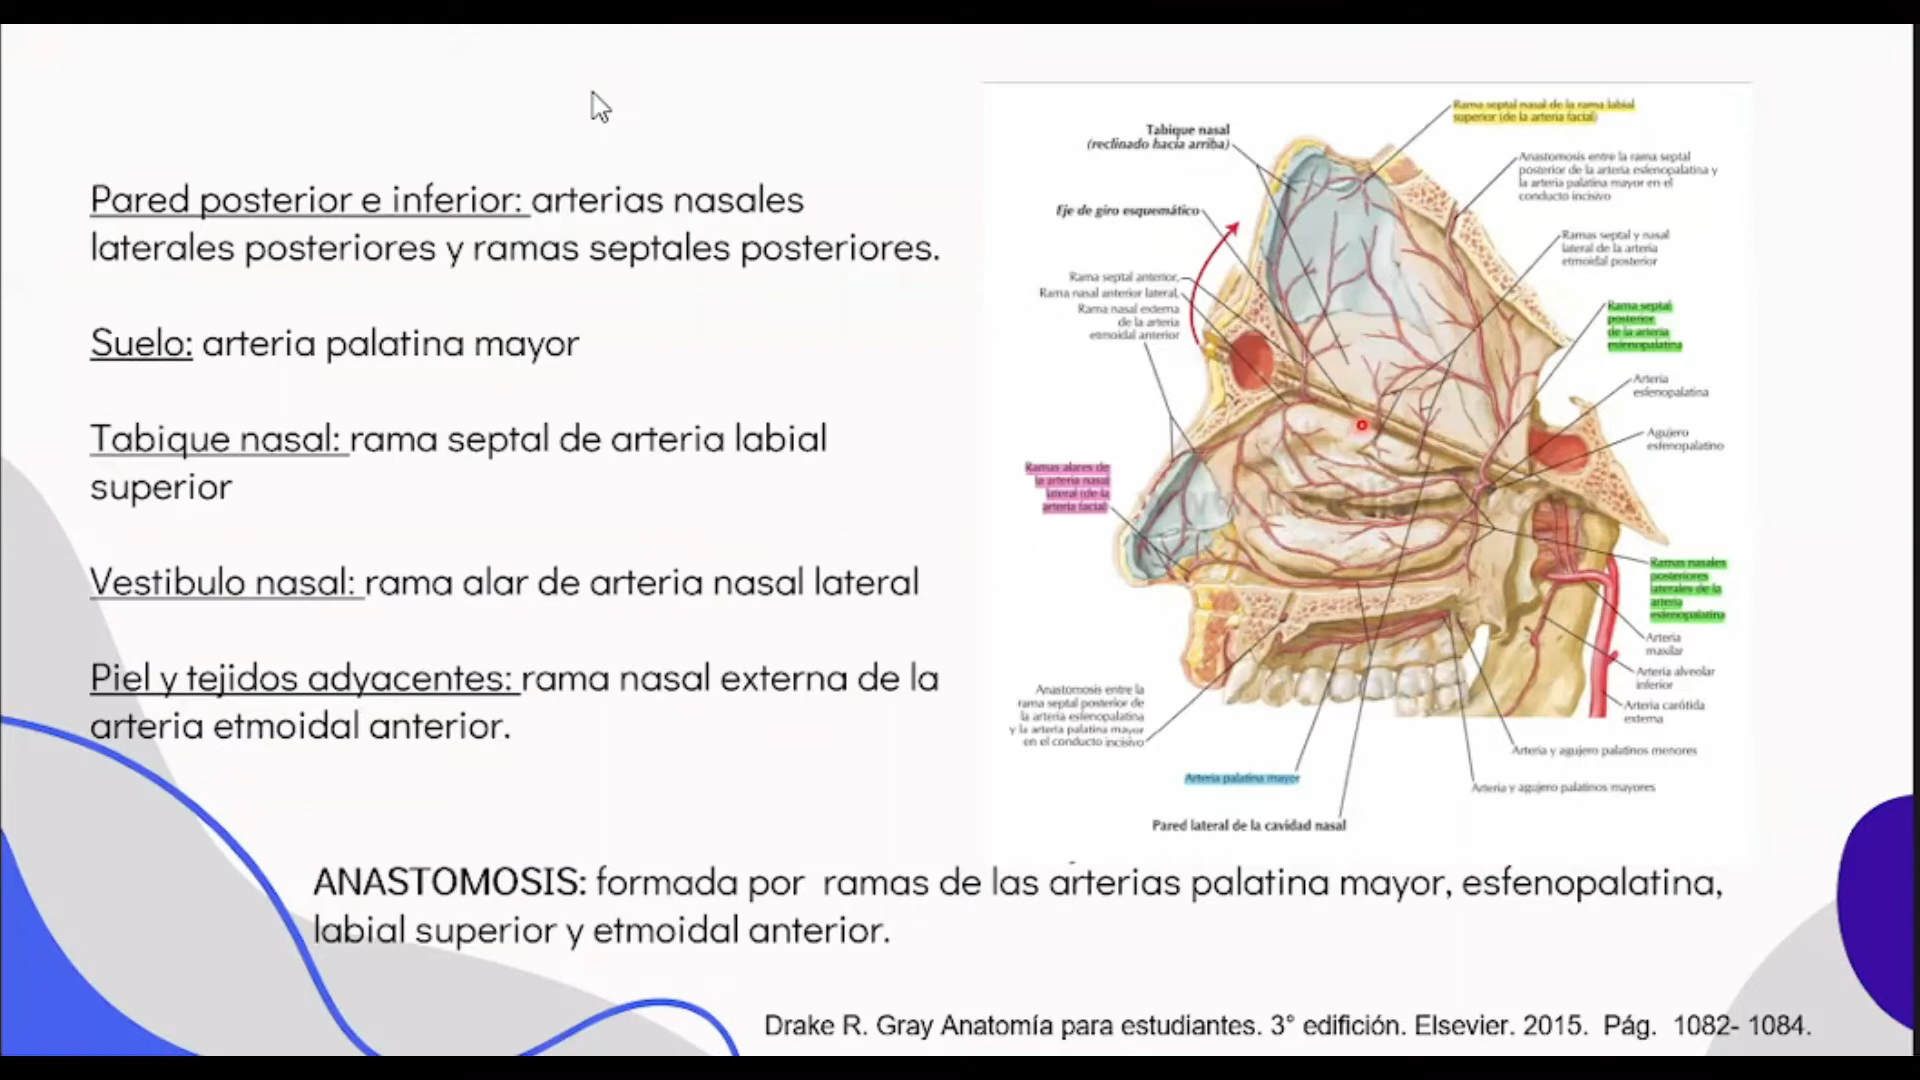 Pared posterior e inferior: arterias nasales
laterales posteriores y ramas septales posteriores.
Suelo: arteria palatina mayor
Tabique nasal: rama septal de arteria labial
superior
Vestibulo nasal: rama alar de arteria nasal lateral
Piel y tejidos adyacentes: rama nasal externa de la
arteria etmoidal anterior.
Rama septal nasal de la rama labial
superior (de la arteria facial)
Tabique nasal
(reclinado hacia arriba)
Anastomosis entre la rama septal
posterior de la arteria esfenopalatina y
la arteria palatina mayor en el
conducto incisivo
Eje de giro esquemático
Ramas septal y nasal
lateral de la arteria
etmoidal posterior
Rama septal anterior,
Rama nasal anterior lateral,
Rama nasal externa
de la arteria
etmoidal anterior
Rama septal
posterior
de la arteria
esfenopalatina
Arteria
esfenopalatina
Agujero
esfenopalatino
Ramas alares de
la arteria nasal
lateral (de la
arteria facial)
Ramas nasales
posteriores
laterales de la
arteria
esfenopalatina
Arteria
maxilar
Arteria alveolar
inferior
Arteria carótida
externa
Anastomosis entre la
rama septal posterior de
la arteria esfenopalatina
y la arteria palatina mayor
en el conducto incisivo
Arteria y agujero palatinos menores
Arteria palatina mayor
Arteria y agujero palatinos mayores
Pared lateral de la cavidad nasal
ANASTOMOSIS: formada por ramas de las arterias palatina mayor, esfenopalatina,
labial superior y etmoidal anterior.
Drake R. Gray Anatomía para estudiantes. 3° edifición. Elsevier. 2015. Pág. 1082- 1084.